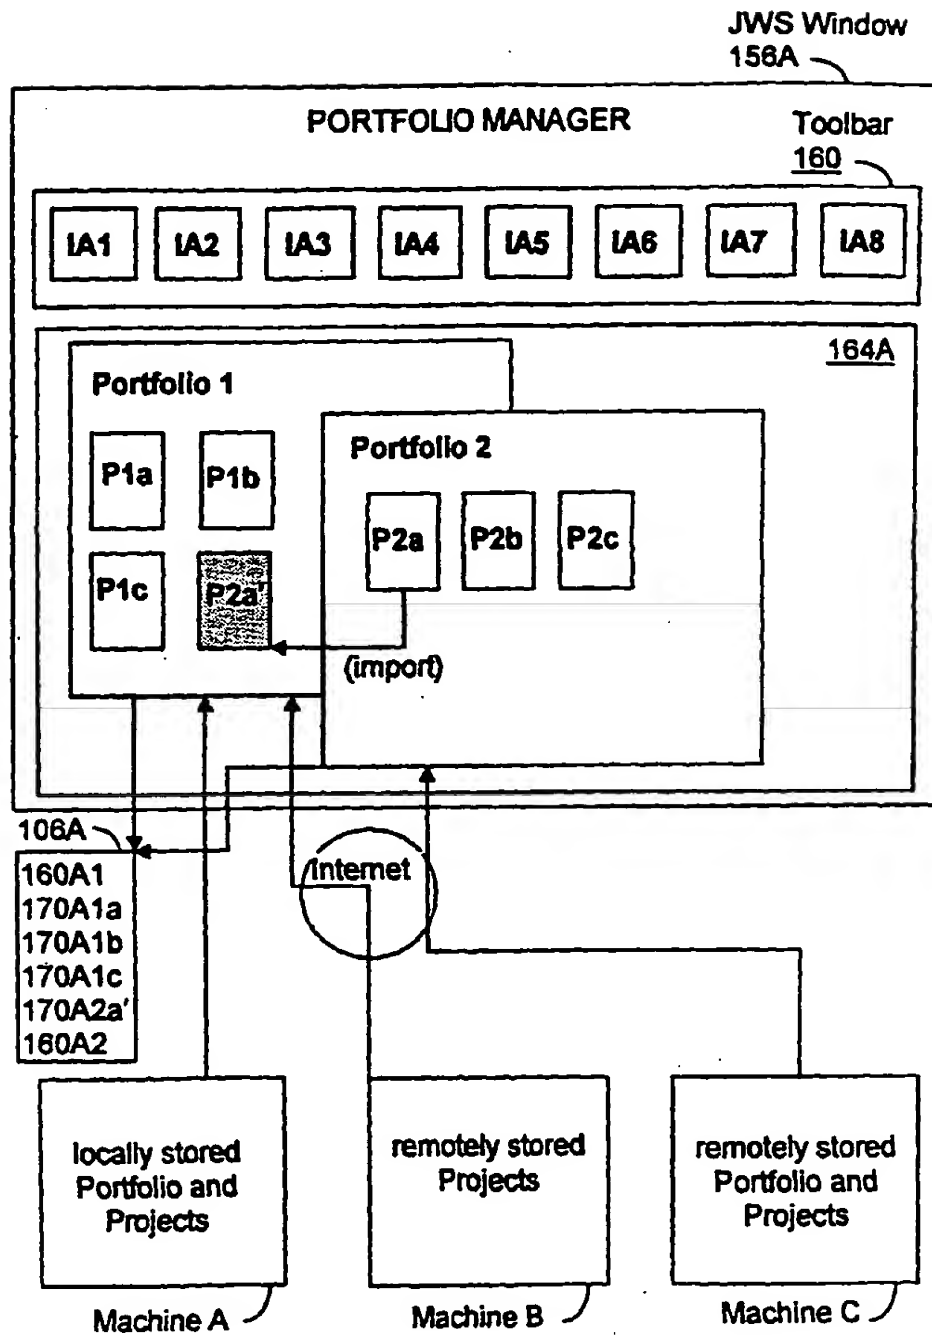 JWS Window
156A
PORTFOLIO MANAGER
Toolbar
160
IA1 IA2 IA3 IA4 IA5 IA6 IA7 IA8
164A
Portfolio 1
P1a P1b
P1c P2a'
Portfolio 2
P2a P2b P2c
(import)
106A
160A1
170A1a
170A1b
170A1c
170A2a'
160A2
Internet
locally stored
Portfolio and
Projects
remotely stored
Projects
remotely stored
Portfolio and
Projects
Machine A
Machine B
Machine C